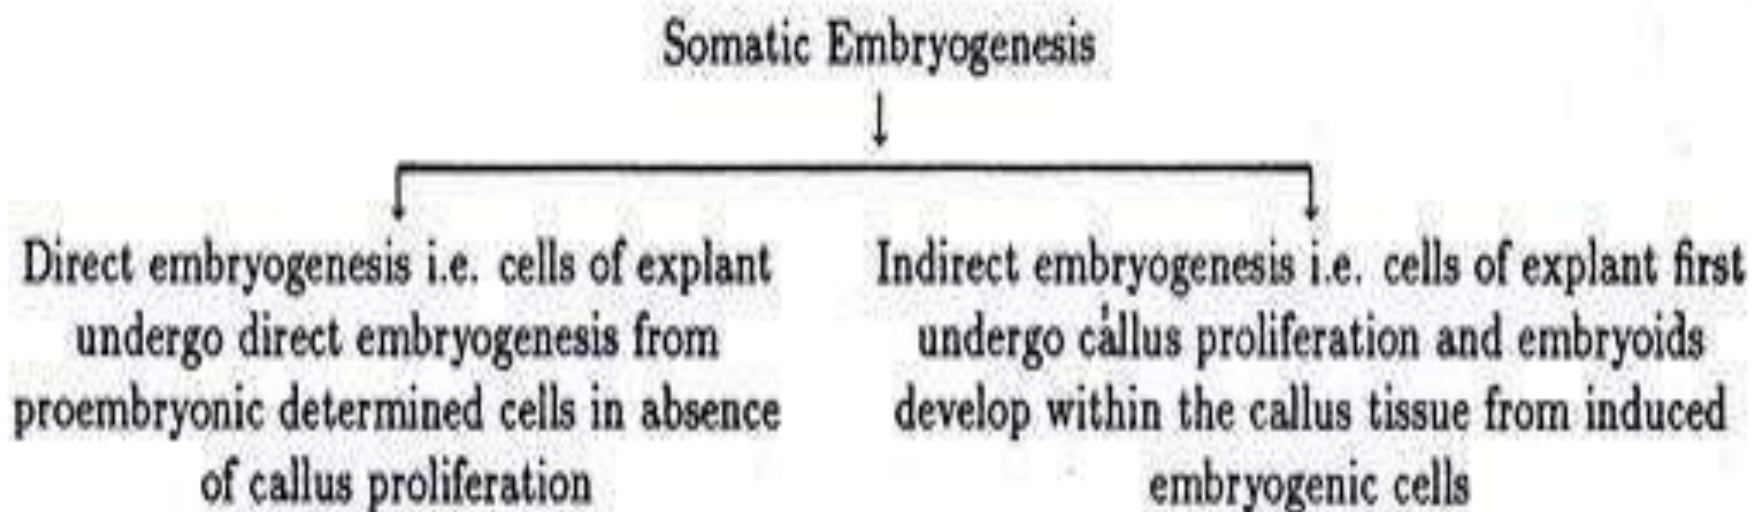 Somatic Embryogenesis
Direct embryogenesis i.e. cells of explant
undergo direct embryogenesis from
proembryonic determined cells in absence
of callus proliferation
Indirect embryogenesis i.e. cells of explant first
undergo callus proliferation and embryoids
develop within the callus tissue from induced
embryogenic cells